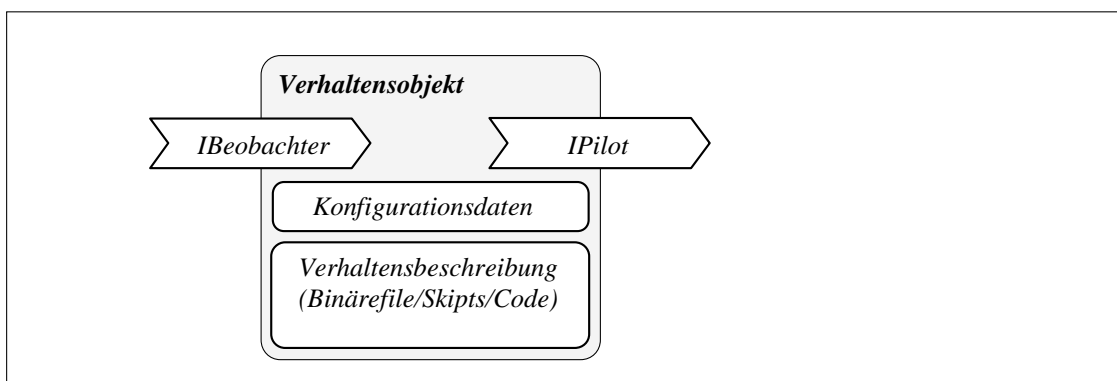 Verhaltensobjekt
IBeobachter
IPilot
Konfigurationsdaten
Verhaltensbeschreibung
(Binärefile/Skipts/Code)